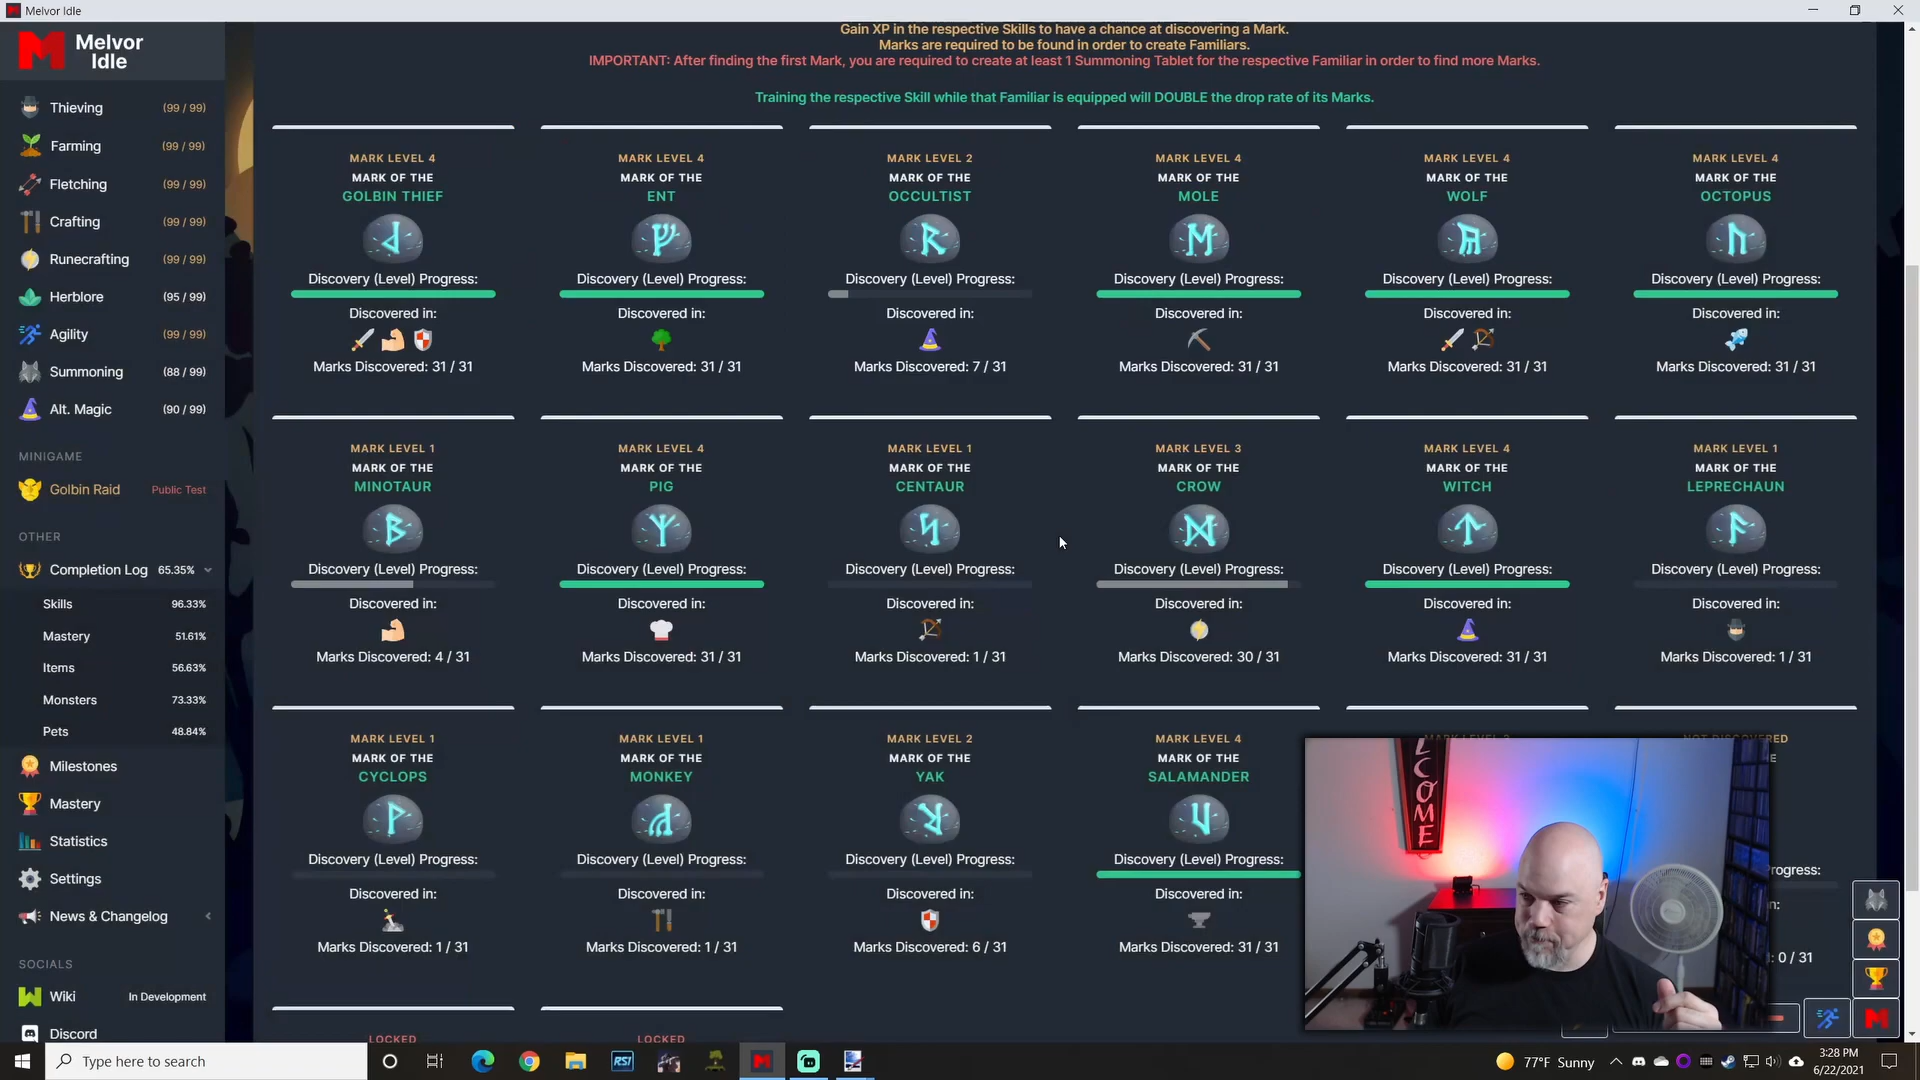 Melvor Idle
Gain XP in the respective Skills to have a chance at discovering a Mark.
Marks are required to be found in order to create Familiars.
IMPORTANT: After finding the first Mark, you are required to create at least 1 Summoning Tablet for the respective Familiar in order to find more Marks.
Training the respective Skill while that Familiar is equipped will DOUBLE the drop rate of its Marks.
Melvor
Idle
Thieving (99 / 99)
Farming (99 / 99)
Fletching (99 / 99)
Crafting (99 / 99)
Runecrafting (99 / 99)
Herblore (95 / 99)
Agility (99 / 99)
Summoning (88 / 99)
Alt. Magic (90 / 99)
MINIGAME
Golbin Raid Public Test
OTHER
Completion Log 65.35%
Skills 96.33%
Mastery 51.61%
Items 56.63%
Monsters 73.33%
Pets 48.84%
Milestones
Mastery
Statistics
Settings
News & Changelog
SOCIALS
Wiki In Development
Discord
MARK LEVEL 4
MARK OF THE
GOLBIN THIEF
Discovery (Level) Progress:
Discovered in:
Marks Discovered: 31 / 31
MARK LEVEL 4
MARK OF THE
ENT
Discovery (Level) Progress:
Discovered in:
Marks Discovered: 31 / 31
MARK LEVEL 2
MARK OF THE
OCCULTIST
Discovery (Level) Progress:
Discovered in:
Marks Discovered: 7 / 31
MARK LEVEL 4
MARK OF THE
MOLE
Discovery (Level) Progress:
Discovered in:
Marks Discovered: 31 / 31
MARK LEVEL 4
MARK OF THE
WOLF
Discovery (Level) Progress:
Discovered in:
Marks Discovered: 31 / 31
MARK LEVEL 4
MARK OF THE
OCTOPUS
Discovery (Level) Progress:
Discovered in:
Marks Discovered: 31 / 31
MARK LEVEL 1
MARK OF THE
MINOTAUR
Discovery (Level) Progress:
Discovered in:
Marks Discovered: 4 / 31
MARK LEVEL 4
MARK OF THE
PIG
Discovery (Level) Progress:
Discovered in:
Marks Discovered: 31 / 31
MARK LEVEL 1
MARK OF THE
CENTAUR
Discovery (Level) Progress:
Discovered in:
Marks Discovered: 1 / 31
MARK LEVEL 3
MARK OF THE
CROW
Discovery (Level) Progress:
Discovered in:
Marks Discovered: 30 / 31
MARK LEVEL 4
MARK OF THE
WITCH
Discovery (Level) Progress:
Discovered in:
Marks Discovered: 31 / 31
MARK LEVEL 1
MARK OF THE
LEPRECHAUN
Discovery (Level) Progress:
Discovered in:
Marks Discovered: 1 / 31
MARK LEVEL 1
MARK OF THE
CYCLOPS
Discovery (Level) Progress:
Discovered in:
Marks Discovered: 1 / 31
MARK LEVEL 1
MARK OF THE
MONKEY
Discovery (Level) Progress:
Discovered in:
Marks Discovered: 1 / 31
MARK LEVEL 2
MARK OF THE
YAK
Discovery (Level) Progress:
Discovered in:
Marks Discovered: 6 / 31
MARK LEVEL 4
MARK OF THE
SALAMANDER
Discovery (Level) Progress:
Discovered in:
Marks Discovered: 31 / 31
NOT DISCOVERED
0 / 31
LOCKED
LOCKED
Type here to search
RSI
77°F Sunny
3:28 PM
6/22/2021